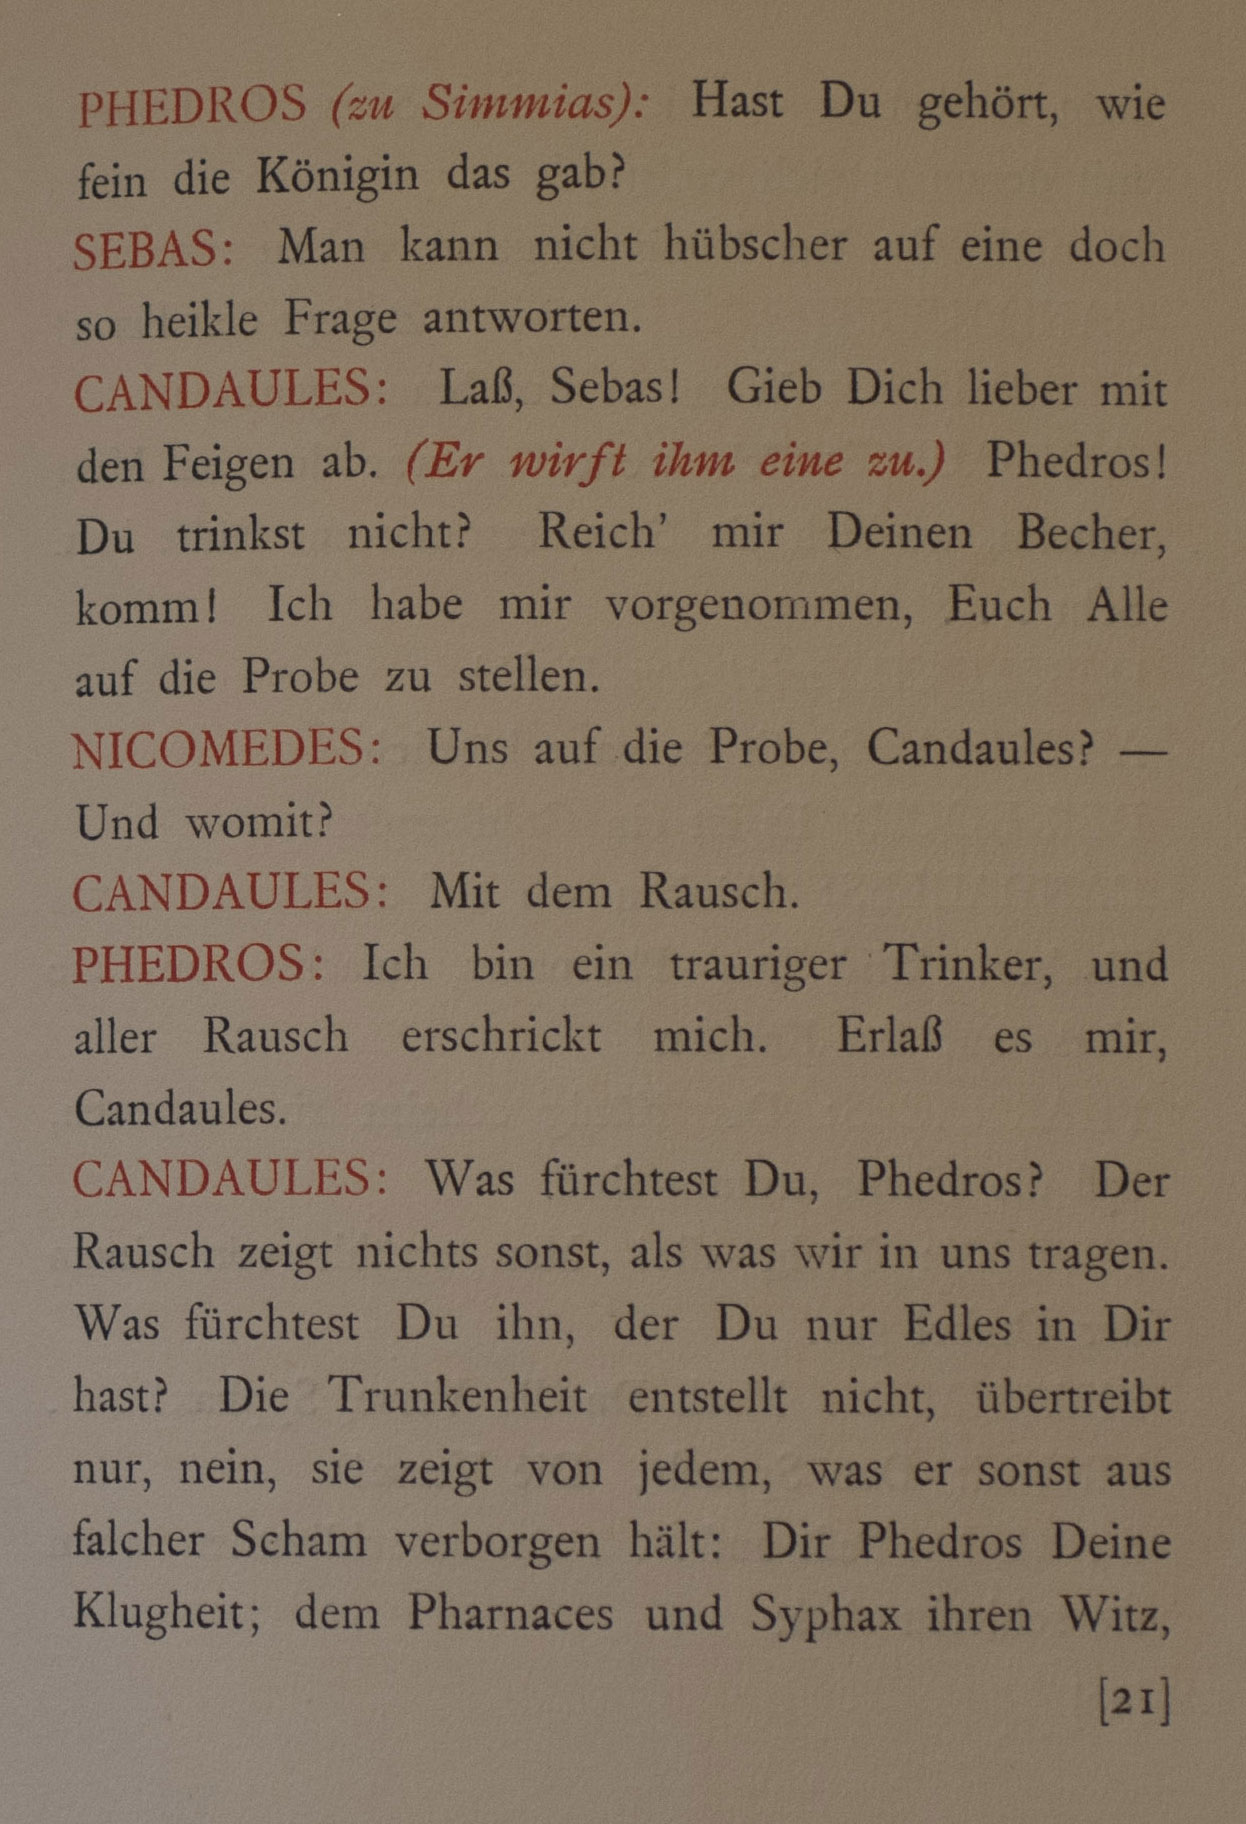 PHEDROS (zu Simmias): Hast Du gehört, wie
fein die Königin das gab?
SEBAS: Man kann nicht hübscher auf eine doch
so heikle Frage antworten.
CANDAULES: Laß, Sebas! Gieb Dich lieber mit
den Feigen ab. (Er wirft ihm eine zu.) Phedros!
Du trinkst nicht? Reich’ mir Deinen Becher,
komm! Ich habe mir vorgenommen, Euch Alle
auf die Probe zu stellen.
NICOMEDES: Uns auf die Probe, Candaules? —
Und womit?
CANDAULES: Mit dem Rausch.
PHEDROS: Ich bin ein trauriger Trinker, und
aller Rausch erschrickt mich. Erlaß es mir,
Candaules.
CANDAULES: Was fürchtest Du, Phedros? Der
Rausch zeigt nichts sonst, als was wir in uns tragen.
Was fürchtest Du ihn, der Du nur Edles in Dir
hast? Die Trunkenheit entstellt nicht, übertreibt
nur, nein, sie zeigt von jedem, was er sonst aus
falcher Scham verborgen hält: Dir Phedros Deine
Klugheit; dem Pharnaces und Syphax ihren Witz,
[21]